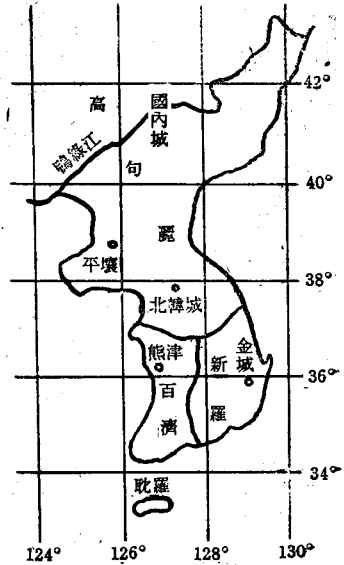 42°
高
國內城
鴨綠江
句
40°
麗
平壤
38°
北漢城
熊津
金城
新
36°
百
羅
濟
34°
耽羅
124°
126°
128°
130°